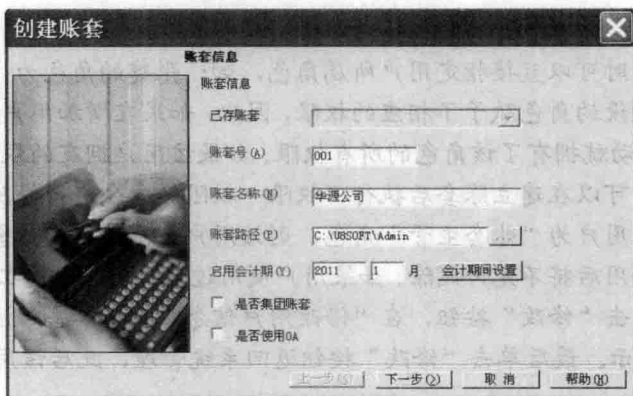 创建账套
账套信息
账套信息
已存账套
账套号(A) 001
账套名称(N) 华源公司
账套路径(P) C:\U8SOFT\Admin ...
启用会计期(Y) 2011 1 月 会计期间设置
是否集团账套
是否使用OA
上一步(S) 下一步(Q) 取消 帮助(H)